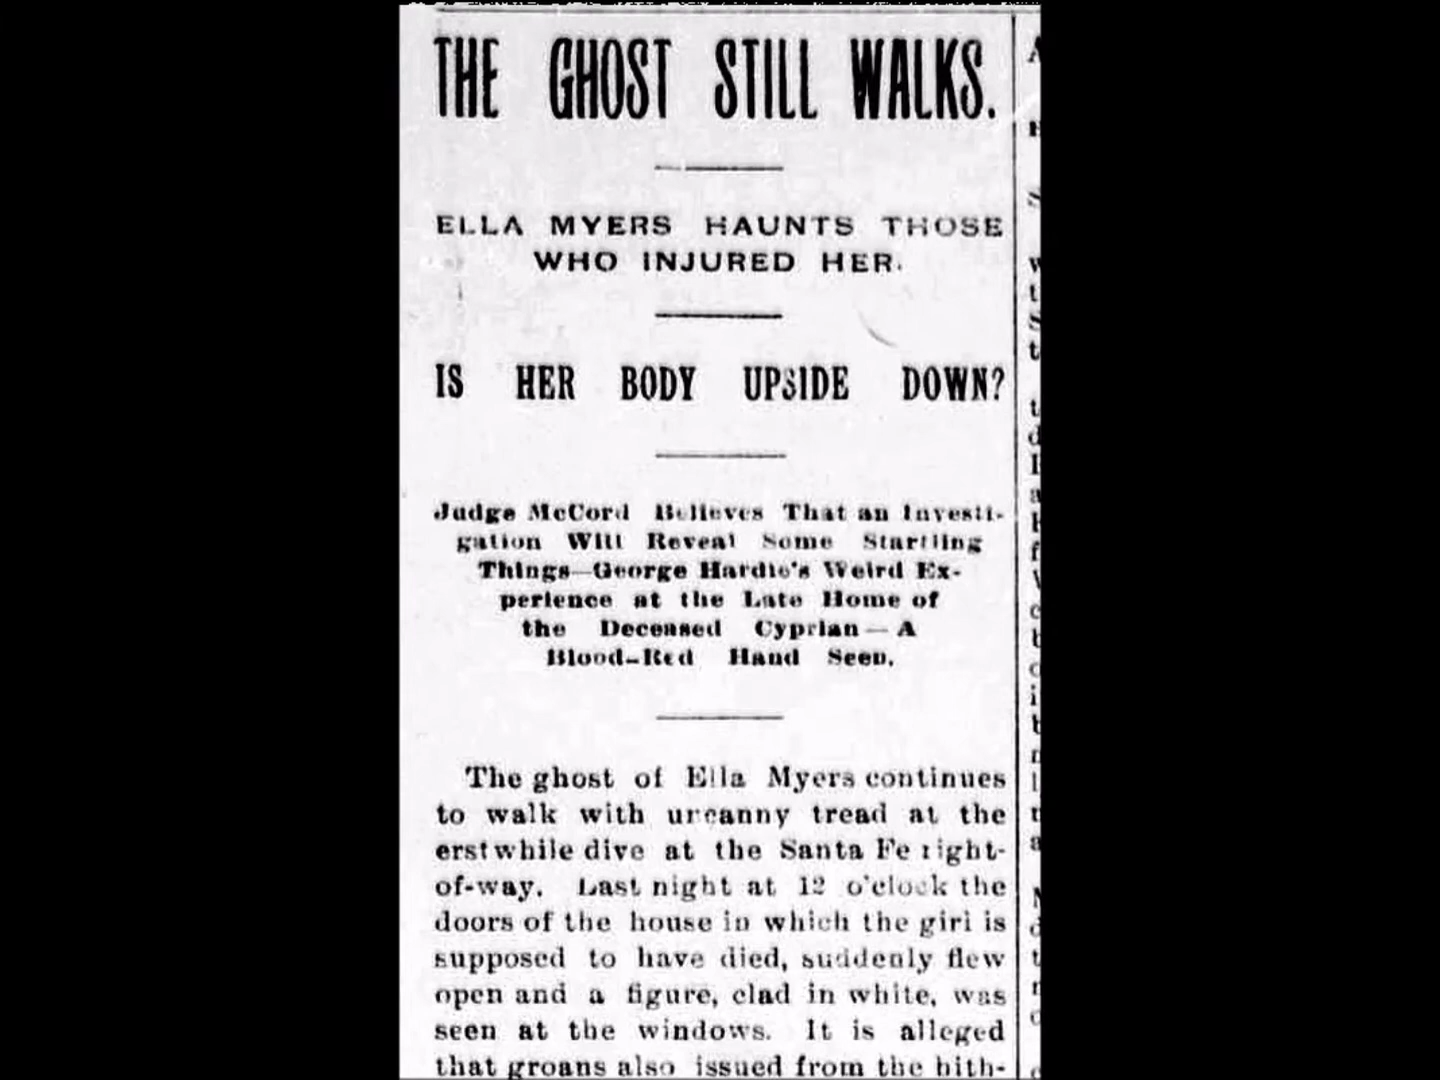 THE GHOST STILL WALKS.
ELLA MYERS HAUNTS THOSE
WHO INJURED HER.
IS HER BODY UPSIDE DOWN?
Judge McCord Believes That an Investi-
gation Will Reveal Some Startling
Things—George Hardie's Weird Ex-
perience at the Late Home of
the Deceased Cyprian—A
Blood-Red Hand Seen.
The ghost of Ella Myers continues
to walk with uncanny tread at the
erstwhile dive at the Santa Fe right-
of-way. Last night at 12 o'clock the
doors of the house in which the girl is
supposed to have died, suddenly flew
open and a figure, clad in white, was
seen at the windows. It is alleged
that groans also issued from the hith-